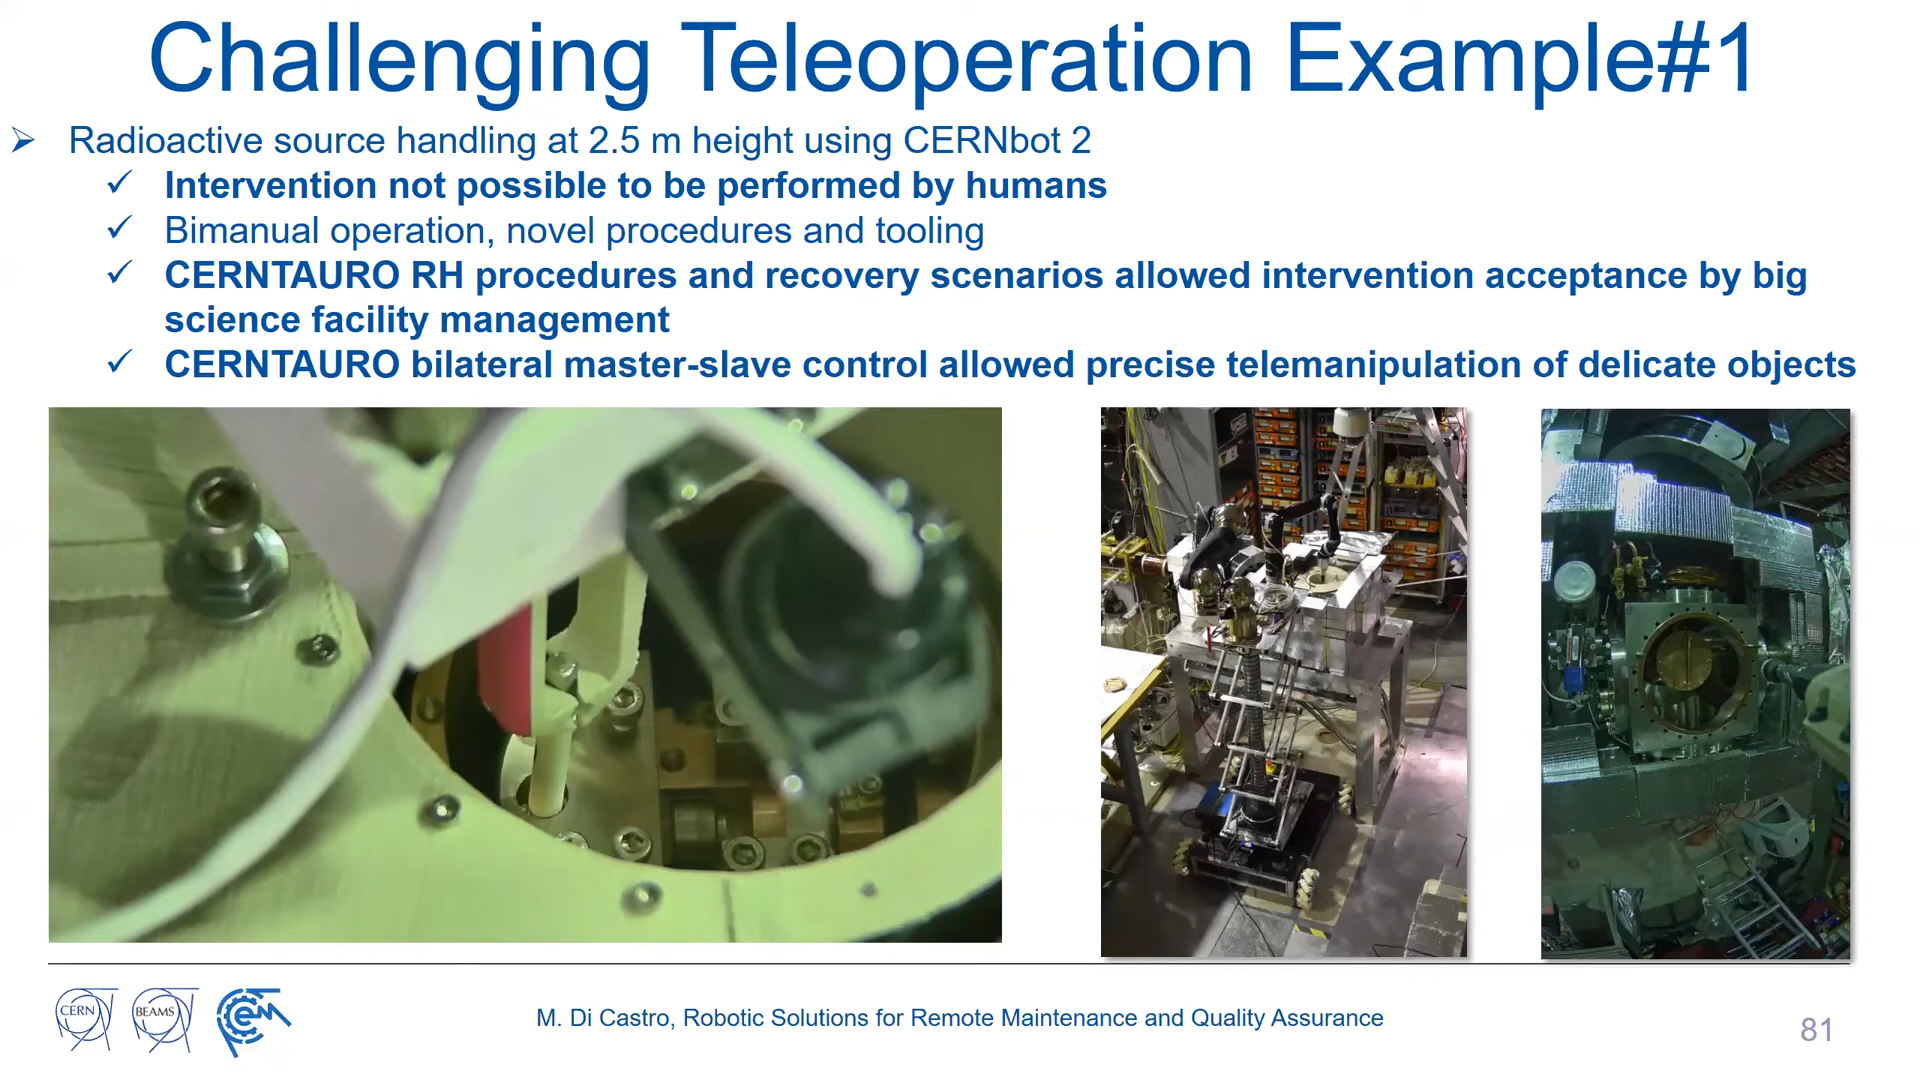 Challenging Teleoperation Example#1
➢ Radioactive source handling at 2.5 m height using CERNbot 2
✓ Intervention not possible to be performed by humans
✓ Bimanual operation, novel procedures and tooling
✓ CERNTAURO RH procedures and recovery scenarios allowed intervention acceptance by big
science facility management
✓ CERNTAURO bilateral master-slave control allowed precise telemanipulation of delicate objects
CERN
BEAMS
CEM
M. Di Castro, Robotic Solutions for Remote Maintenance and Quality Assurance
81